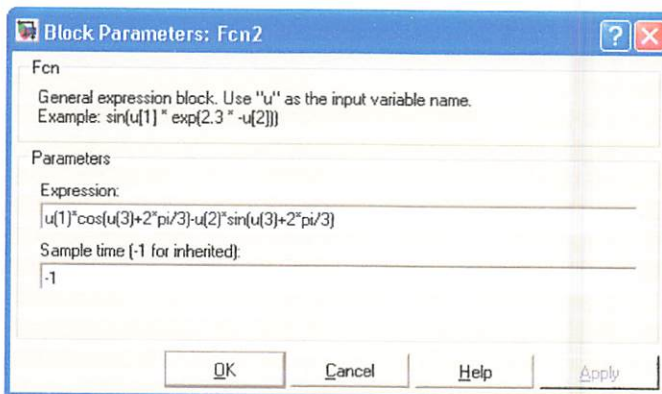 Block Parameters: Fcn2
Fcn
General expression block. Use "u" as the input variable name.
Example: sin(u[1] * exp(2.3 * -u[2]))
Parameters
Expression:
u(1)*cos(u(3)+2*pi/3)-u(2)*sin(u(3)+2*pi/3)
Sample time (-1 for inherited):
-1
OK
Cancel
Help
Apply